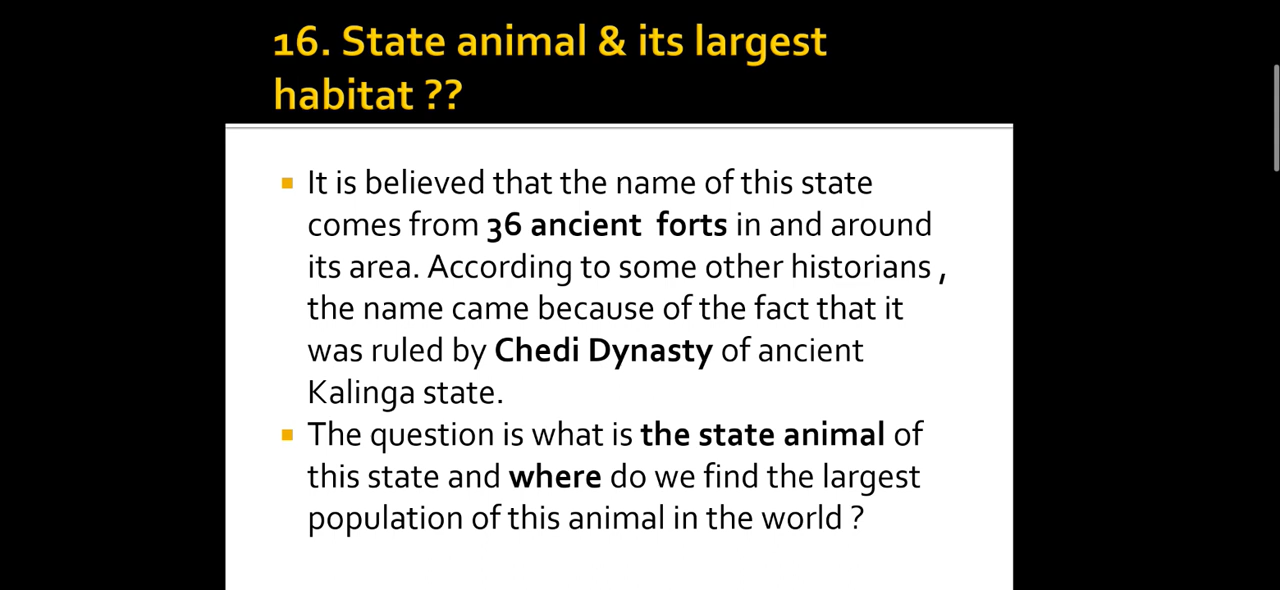 16. State animal & its largest
habitat ??
It is believed that the name of this state
comes from 36 ancient forts in and around
its area. According to some other historians ,
the name came because of the fact that it
was ruled by Chedi Dynasty of ancient
Kalinga state.
The question is what is the state animal of
this state and where do we find the largest
population of this animal in the world ?